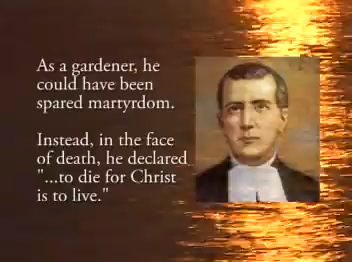 As a gardener, he
could have been
spared martyrdom.
Instead, in the face
of death, he declared
"...to die for Christ
is to live."